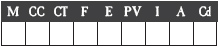 M CC CT F E PV I A Cd